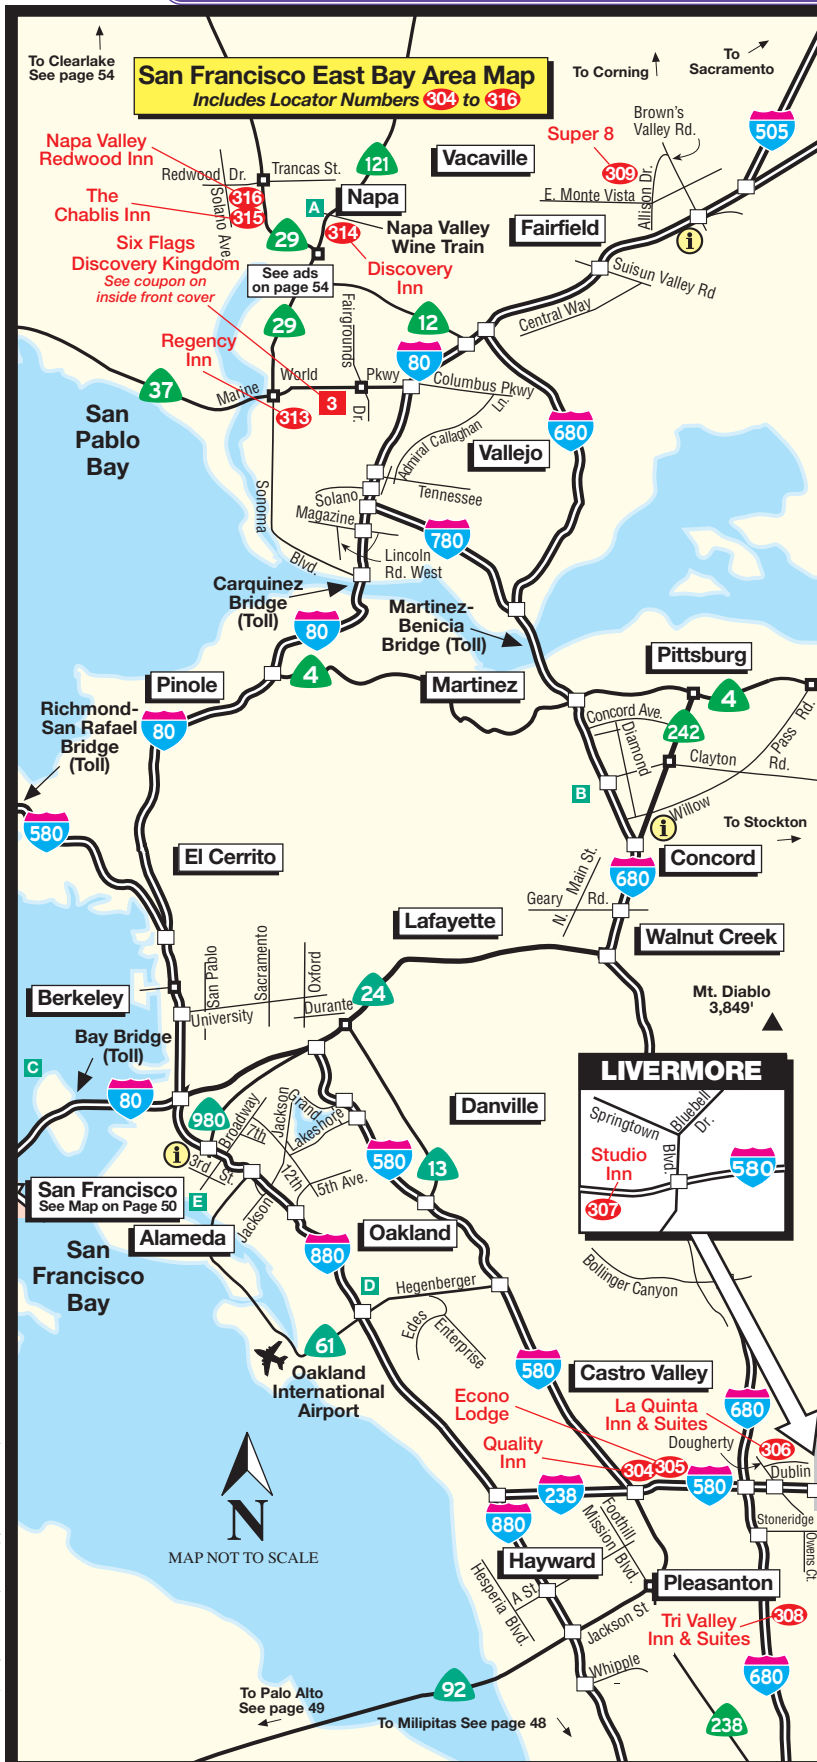 To Clearlake
See page 54
San Francisco East Bay Area Map
Includes Locator Numbers 304 to 316
To Corning
To
Sacramento
505
Napa Valley
Redwood Inn
Redwood Dr.
Trancas St.
121
Vacaville
Super 8
309
Brown's
Valley Rd.
The
Chablis Inn
316
315
Solano Ave.
A
Napa
E. Monte Vista
Allison Dr.
314
Napa Valley
Wine Train
Fairfield
i
Six Flags
Discovery Kingdom
See coupon on
inside front cover
29
See ads
on page 54
Discovery
Inn
Suisun Valley Rd
Central Way
29
Fairgrounds
Dr.
12
80
Regency
Inn
37
Marine
World
Pkwy
Columbus Pkwy
313
3
San
Pablo
Bay
Admiral Callaghan
Ln.
Vallejo
680
Solano
Tennessee
Magazine
Sonoma
Blvd.
780
Lincoln
Rd. West
Carquinez
Bridge
(Toll)
Martinez-
Benicia
Bridge (Toll)
80
Pinole
4
Martinez
Pittsburg
4
Richmond-
San Rafael
Bridge
(Toll)
80
Concord Ave.
242
Diamond
Clayton
Rd.
Pass
Rd.
Willow
B
i
To Stockton
580
El Cerrito
Concord
680
Geary
Rd.
N.
Main St.
Lafayette
Walnut Creek
Berkeley
San Pablo
Sacramento
Oxford
University
Durante
24
Mt. Diablo
3,849'
Bay Bridge
(Toll)
C
80
980
Broadway
7th
Jackson
Grand
Lakeshore
Danville
LIVERMORE
Springtown
Bluebell
Dr.
Blvd.
Studio
Inn
307
580
i
3rd
St.
12th
5th Ave.
580
13
San Francisco
See Map on Page 50
E
Jackson
Alameda
880
Oakland
San
Francisco
Bay
D
Hegenberger
Edes
Enterprise
Bollinger Canyon
61
Oakland
International
Airport
580
Castro Valley
680
Econo
Lodge
La Quinta
Inn & Suites
Quality
Inn
304
305
Dougherty
306
Dublin
238
580
N
MAP NOT TO SCALE
880
Foothill
Mission Blvd.
Stoneridge
Owens Ct.
Hayward
A St.
Hesperia Blvd.
Pleasanton
Jackson St
Tri Valley
Inn & Suites
308
Whipple
680
92
To Palo Alto
See page 49
To Milipitas See page 48
238